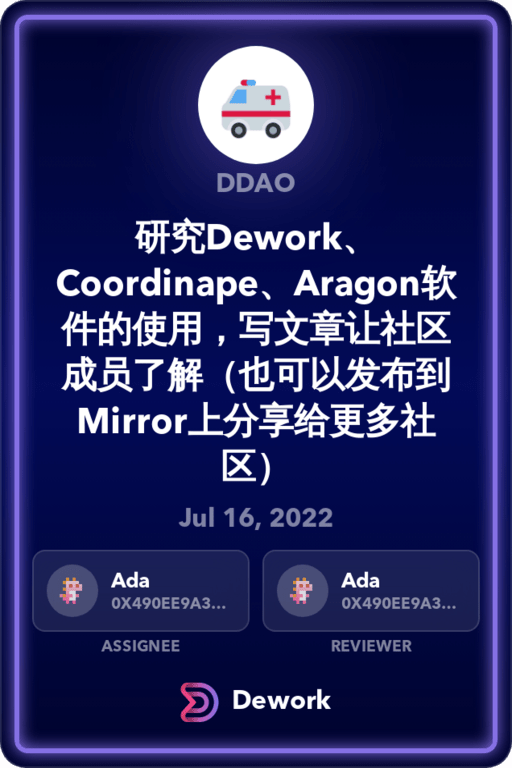 DDAO
研究Dework、
Coordinape、Aragon软
件的使用，写文章让社区
成员了解（也可以发布到
Mirror上分享给更多社
区）
Jul 16, 2022
Ada
0X490EE9A3...
ASSIGNEE
Ada
0X490EE9A3...
REVIEWER
Dework